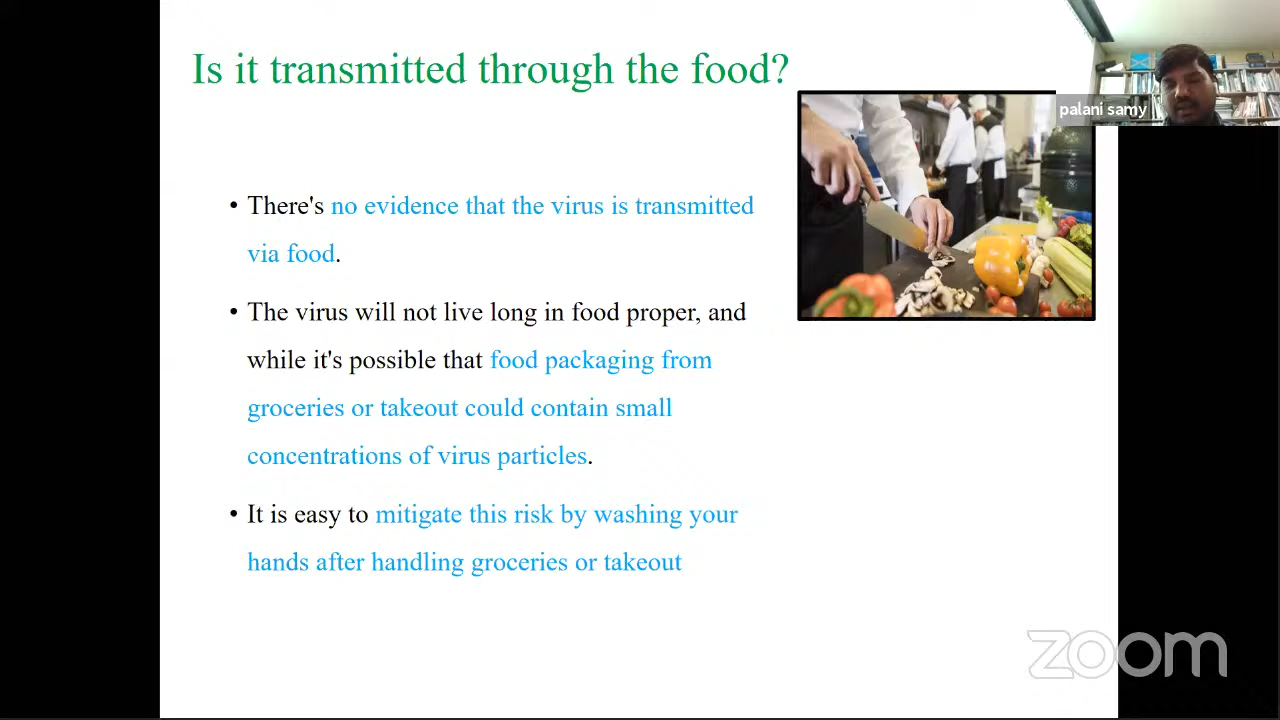 Is it transmitted through the food?
palani samy
• There's no evidence that the virus is transmitted
via food.
• The virus will not live long in food proper, and
while it's possible that food packaging from
groceries or takeout could contain small
concentrations of virus particles.
• It is easy to mitigate this risk by washing your
hands after handling groceries or takeout
zoom